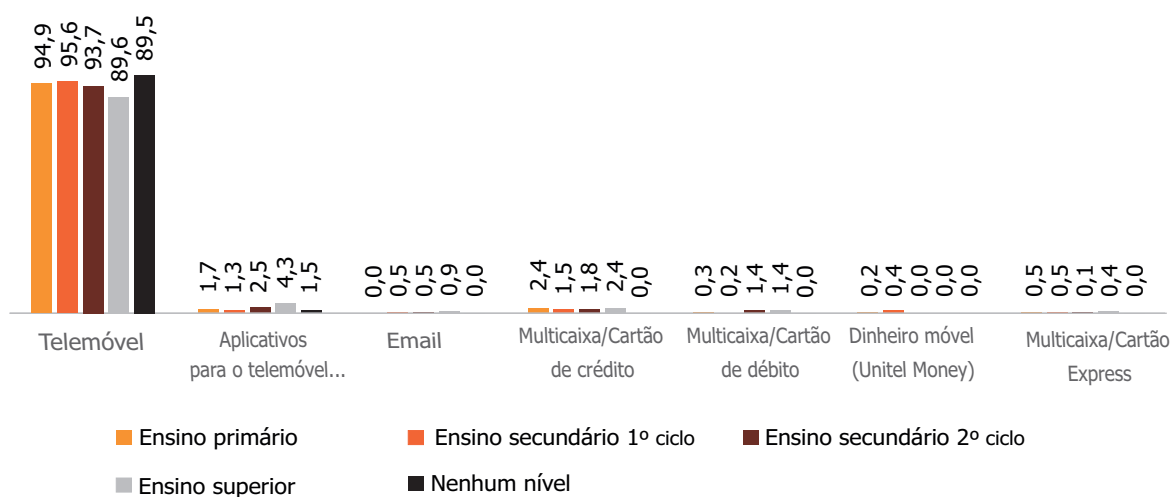 94,9 95,6 93,7 89,6 89,5
1,7 1,3 2,5 4,3 1,5
0,0 0,5 0,5 0,9 0,0
2,4 1,5 1,8 2,4 0,0
0,3 0,2 1,4 1,4 0,0
0,2 0,4 0,0 0,0 0,0
0,5 0,5 0,1 0,4 0,0
Telemóvel
Aplicativos
para o telemóvel...
Email
Multicaixa/Cartão
de crédito
Multicaixa/Cartão
de débito
Dinheiro móvel
(Unitel Money)
Multicaixa/Cartão
Express
Ensino primário
Ensino secundário 1º ciclo
Ensino secundário 2º ciclo
Ensino superior
Nenhum nível